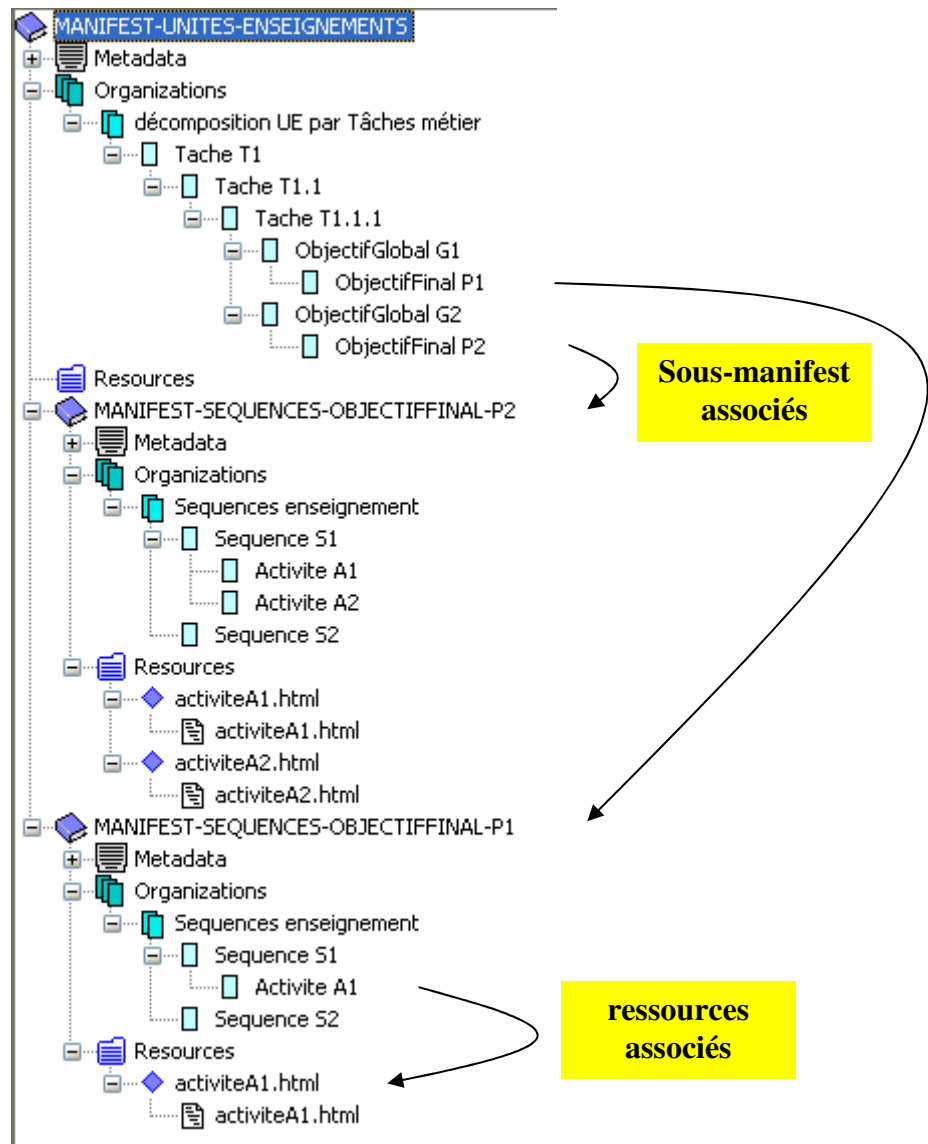 MANIFEST-UNITES-ENSEIGNEMENTS
Metadata
Organizations
décomposition UE par Tâches métier
Tache T1
Tache T1.1
Tache T1.1.1
ObjectifGlobal G1
ObjectifFinal P1
ObjectifGlobal G2
ObjectifFinal P2
Sous-manifest
associés
Resources
MANIFEST-SEQUENCES-OBJECTIFFINAL-P2
Metadata
Organizations
Sequences enseignement
Sequence S1
Activite A1
Activite A2
Sequence S2
Resources
activiteA1.html
activiteA1.html
activiteA2.html
activiteA2.html
MANIFEST-SEQUENCES-OBJECTIFFINAL-P1
Metadata
Organizations
Sequences enseignement
Sequence S1
Activite A1
Sequence S2
ressources
associés
Resources
activiteA1.html
activiteA1.html